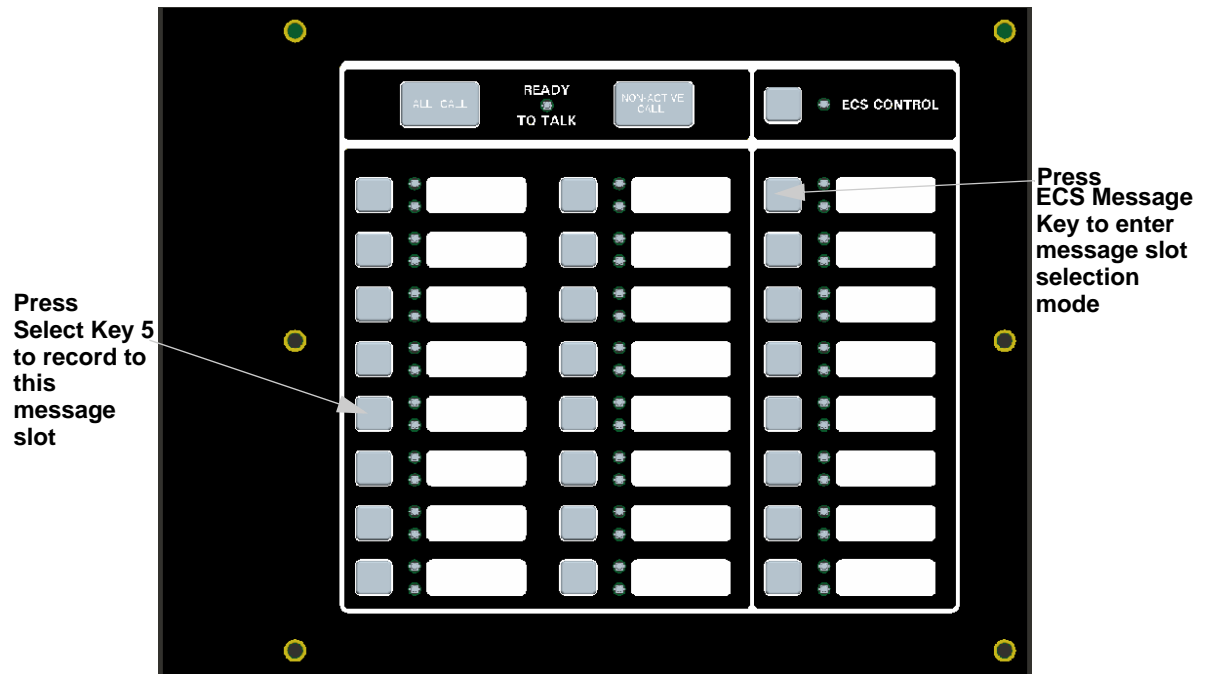 ALL CALL
READY
TO TALK
NON-ACTIVE
CALL
ECS CONTROL
Press
ECS Message
Key to enter
message slot
selection
mode
Press
Select Key 5
to record to
this
message
slot